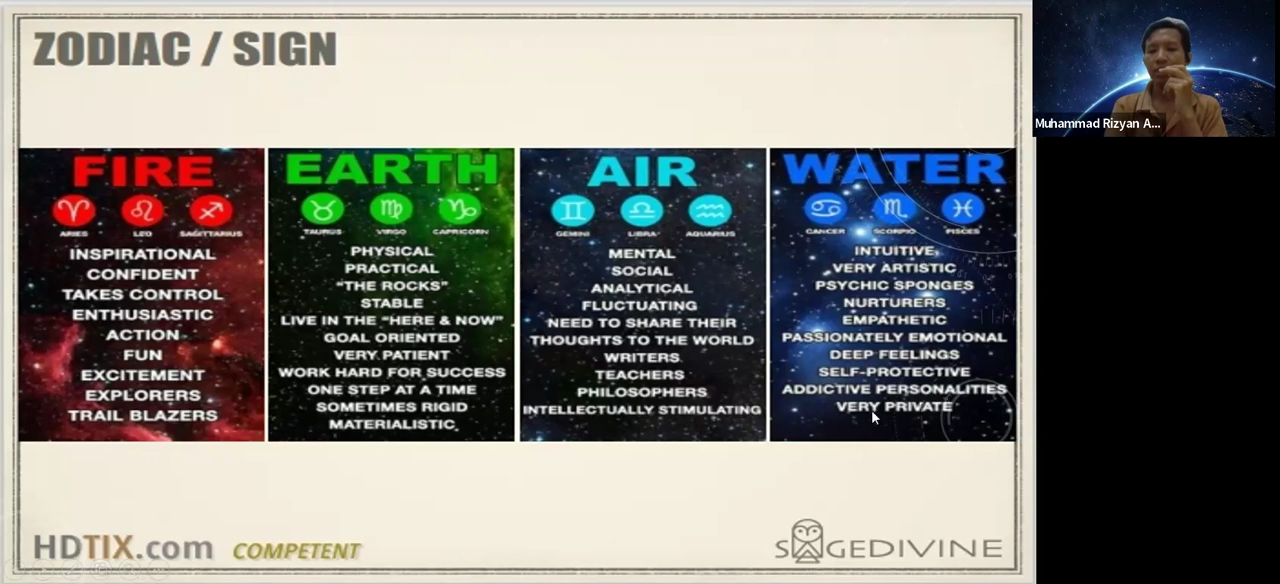 ZODIAC / SIGN
Muhammad Rizyan A...
FIRE
ARIES LEO SAGITTARIUS
INSPIRATIONAL
CONFIDENT
TAKES CONTROL
ENTHUSIASTIC
ACTION
FUN
EXCITEMENT
EXPLORERS
TRAIL BLAZERS
EARTH
TAURUS VIRGO CAPRICORN
PHYSICAL
PRACTICAL
“THE ROCKS”
STABLE
LIVE IN THE “HERE & NOW”
GOAL ORIENTED
VERY PATIENT
WORK HARD FOR SUCCESS
ONE STEP AT A TIME
SOMETIMES RIGID
MATERIALISTIC
AIR
GEMINI LIBRA AQUARIUS
MENTAL
SOCIAL
ANALYTICAL
FLUCTUATING
NEED TO SHARE THEIR
THOUGHTS TO THE WORLD
WRITERS
TEACHERS
PHILOSOPHERS
INTELLECTUALLY STIMULATING
WATER
CANCER SCORPIO PISCES
INTUITIVE
VERY ARTISTIC
PSYCHIC SPONGES
NURTURERS
EMPATHETIC
PASSIONATELY EMOTIONAL
DEEP FEELINGS
SELF-PROTECTIVE
ADDICTIVE PERSONALITIES
VERY PRIVATE
HDTIX.com COMPETENT
SAGEDIVINE